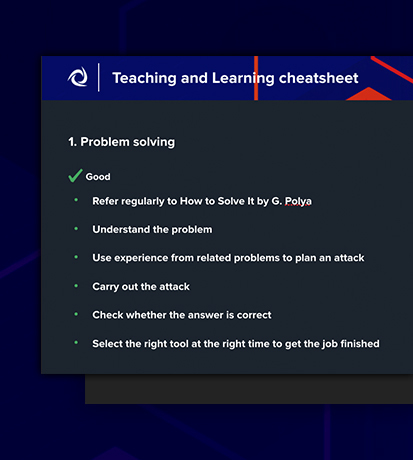 Teaching and Learning cheatsheet
1. Problem solving
Good
Refer regularly to How to Solve It by G. Polya
Understand the problem
Use experience from related problems to plan an attack
Carry out the attack
Check whether the answer is correct
Select the right tool at the right time to get the job finished